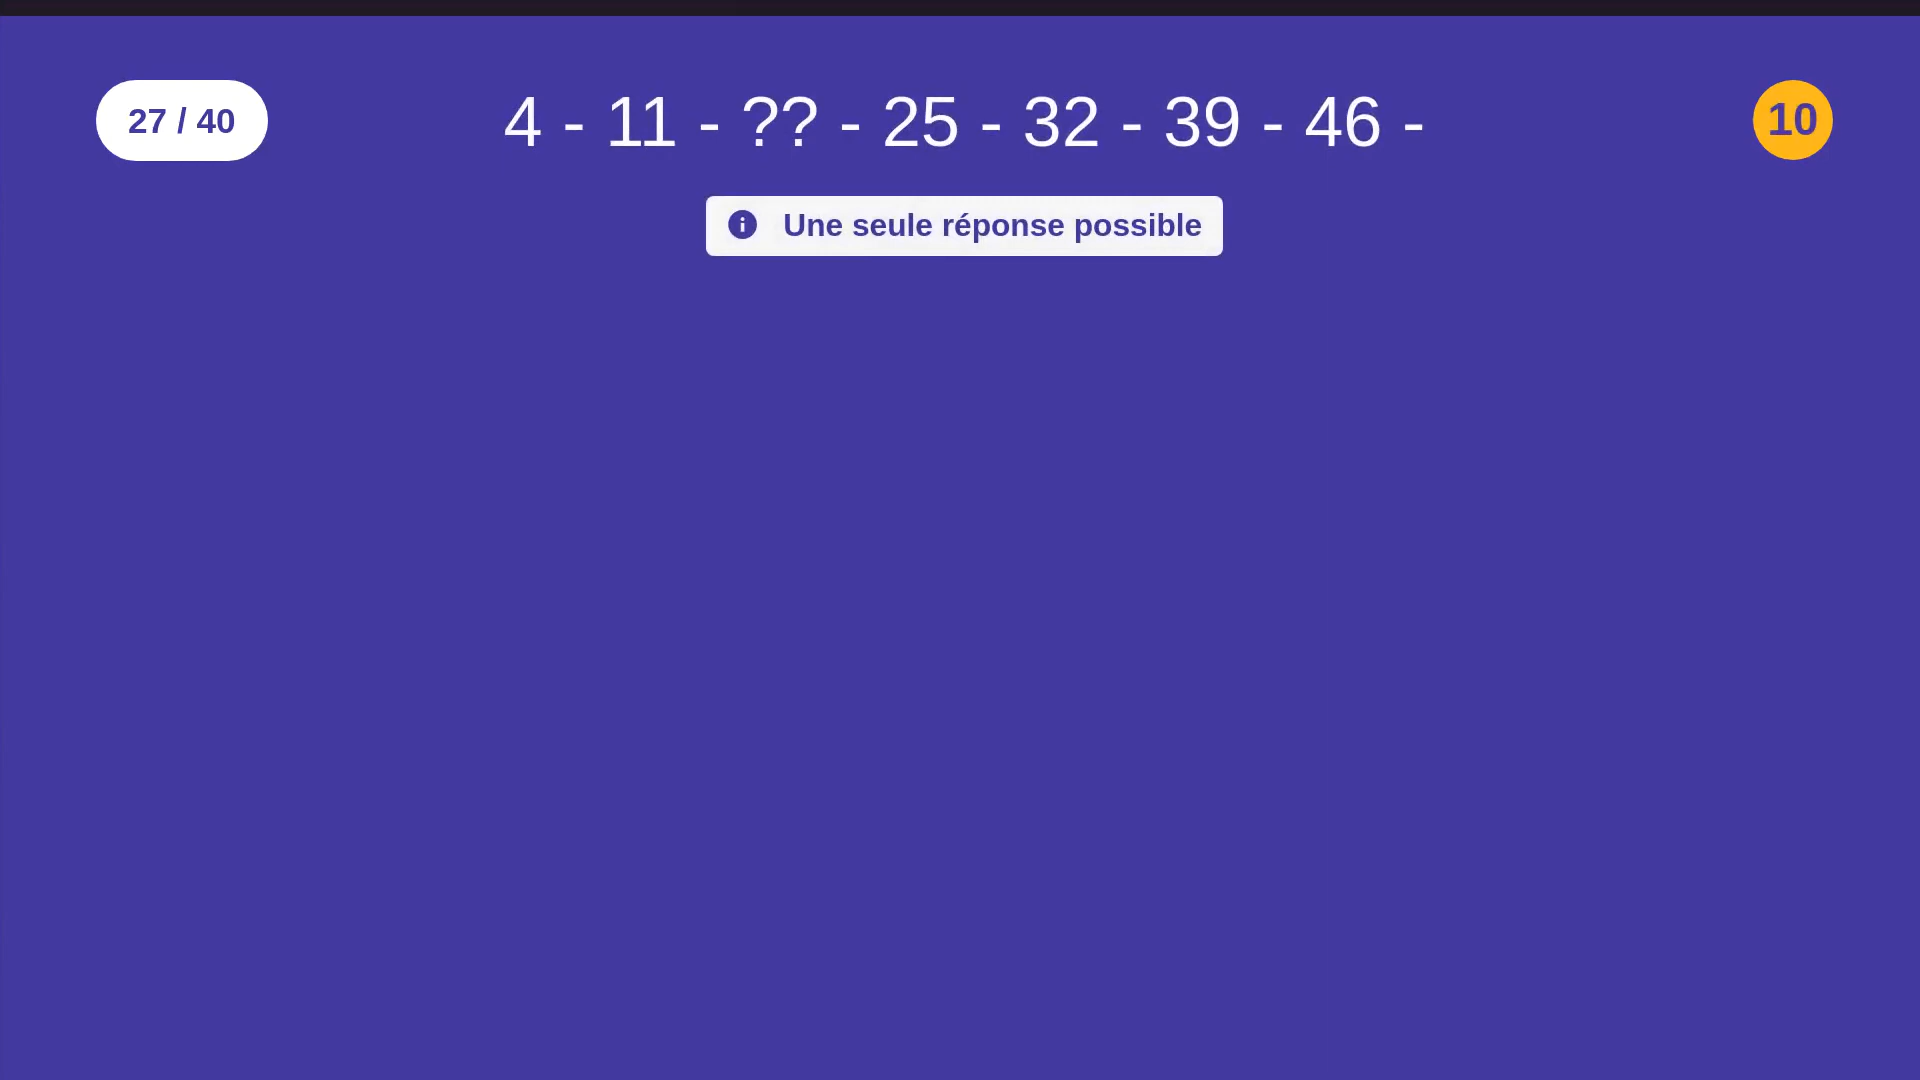 27 / 40
4 - 11 - ?? - 25 - 32 - 39 - 46 -
10
Une seule réponse possible